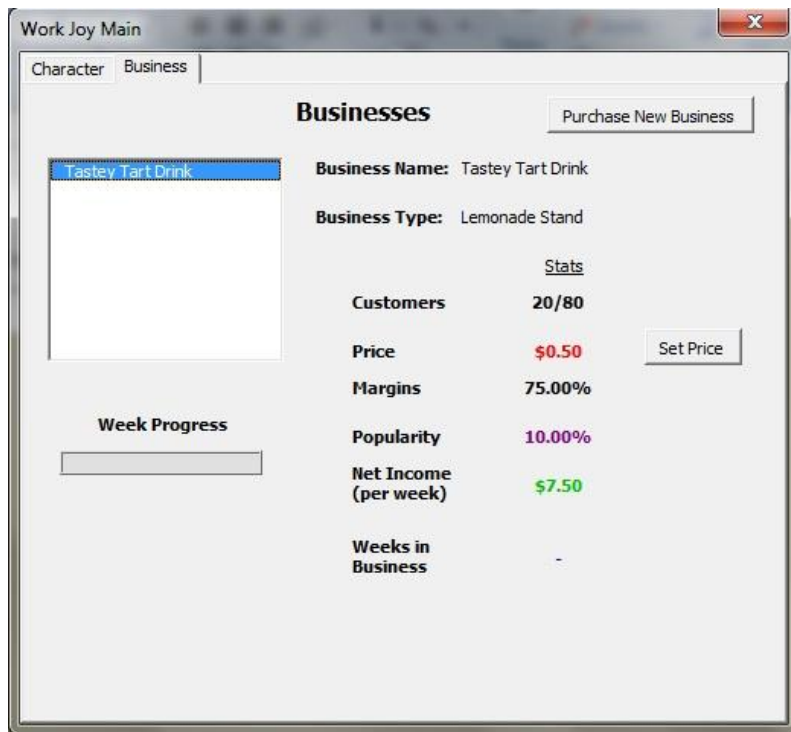 Work Joy Main
Character Business
Businesses
Purchase New Business
Tastey Tart Drink
Business Name: Tastey Tart Drink
Business Type: Lemonade Stand
Stats
Customers 20/80
Price $0.50 Set Price
Margins 75.00%
Week Progress
Popularity 10.00%
Net Income
(per week) $7.50
Weeks in
Business -